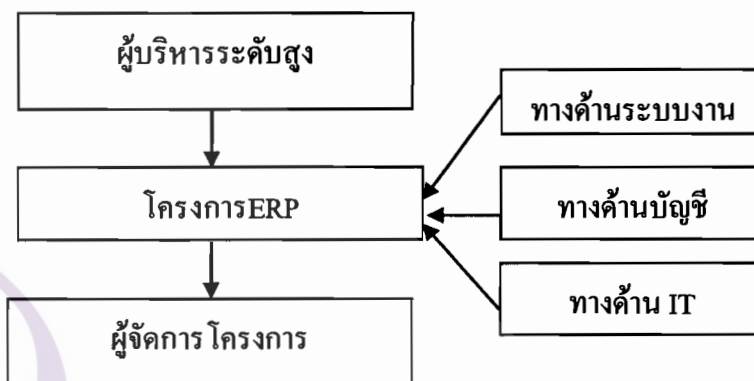 ผู้บริหารระดับสูง
ทางด้านระบบงาน
โครงการERP
ทางด้านบัญชี
ทางด้าน IT
ผู้จัดการ โครงการ